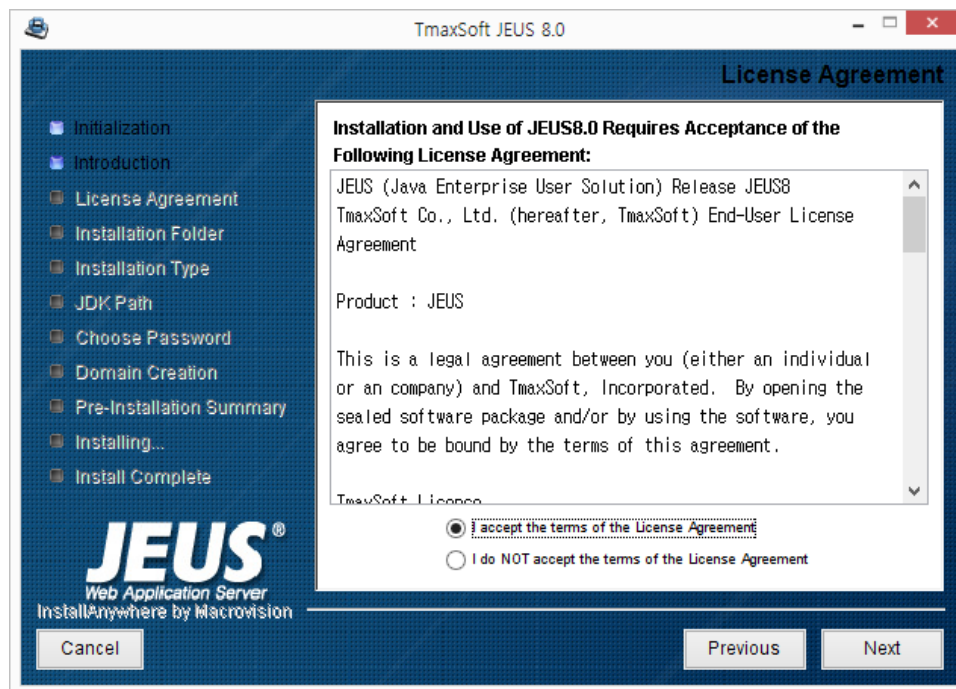 TmaxSoft JEUS 8.0
License Agreement
Initialization
Introduction
License Agreement
Installation Folder
Installation Type
JDK Path
Choose Password
Domain Creation
Pre-Installation Summary
Installing...
Install Complete
Installation and Use of JEUS8.0 Requires Acceptance of the
Following License Agreement:
JEUS (Java Enterprise User Solution) Release JEUS8
TmaxSoft Co., Ltd. (hereafter, TmaxSoft) End-User License
Agreement
Product : JEUS
This is a legal agreement between you (either an individual
or an company) and TmaxSoft, Incorporated.  By opening the
sealed software package and/or by using the software, you
agree to be bound by the terms of this agreement.
TmaxSoft License
I accept the terms of the License Agreement
I do NOT accept the terms of the License Agreement
JEUS®
Web Application Server
InstallAnywhere by Macrovision
Cancel
Previous
Next